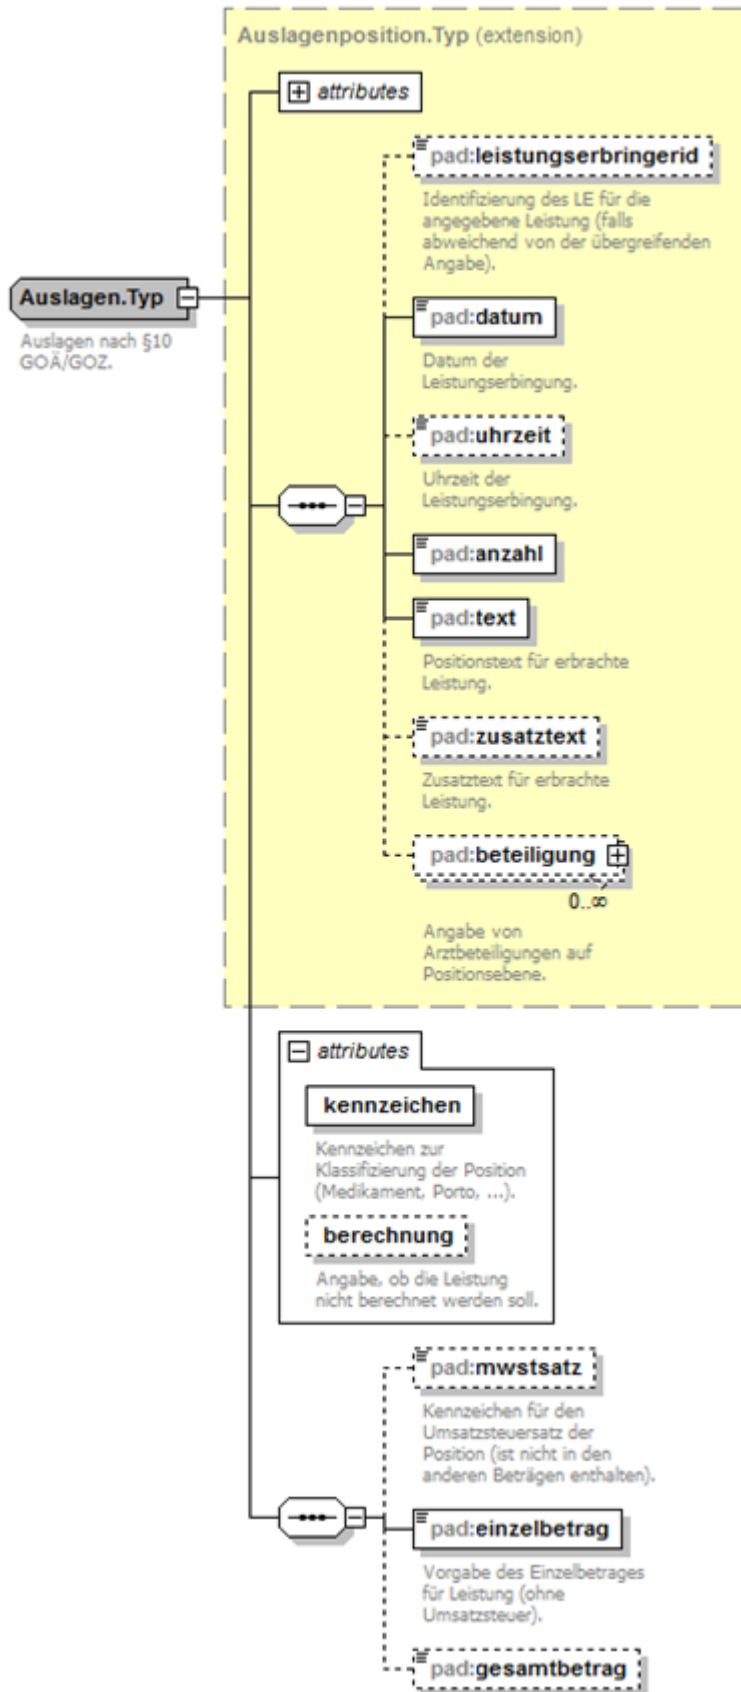 Auslagenposition.Typ (extension)
attributes
pad:leistungserbringerid
Identifizierung des LE für die
angegebene Leistung (falls
abweichend von der übergreifenden
Angabe).
Auslagen.Typ
Auslagen nach §10
GOÄ/GOZ.
pad:datum
Datum der
Leistungserbingung.
pad:uhrzeit
Uhrzeit der
Leistungserbingung.
pad:anzahl
pad:text
Positionstext für erbrachte
Leistung.
pad:zusatztext
Zusatztext für erbrachte
Leistung.
pad:beteiligung
0..∞
Angabe von
Arztbeteiligungen auf
Positionsebene.
attributes
kennzeichen
Kennzeichen zur
Klassifizierung der Position
(Medikament, Porto, ...).
berechnung
Angabe, ob die Leistung
nicht berechnet werden soll.
pad:mwstsatz
Kennzeichen für den
Umsatzsteuersatz der
Position (ist nicht in den
anderen Beträgen enthalten).
pad:einzelbetrag
Vorgabe des Einzelbetrages
für Leistung (ohne
Umsatzsteuer).
pad:gesamtbetrag